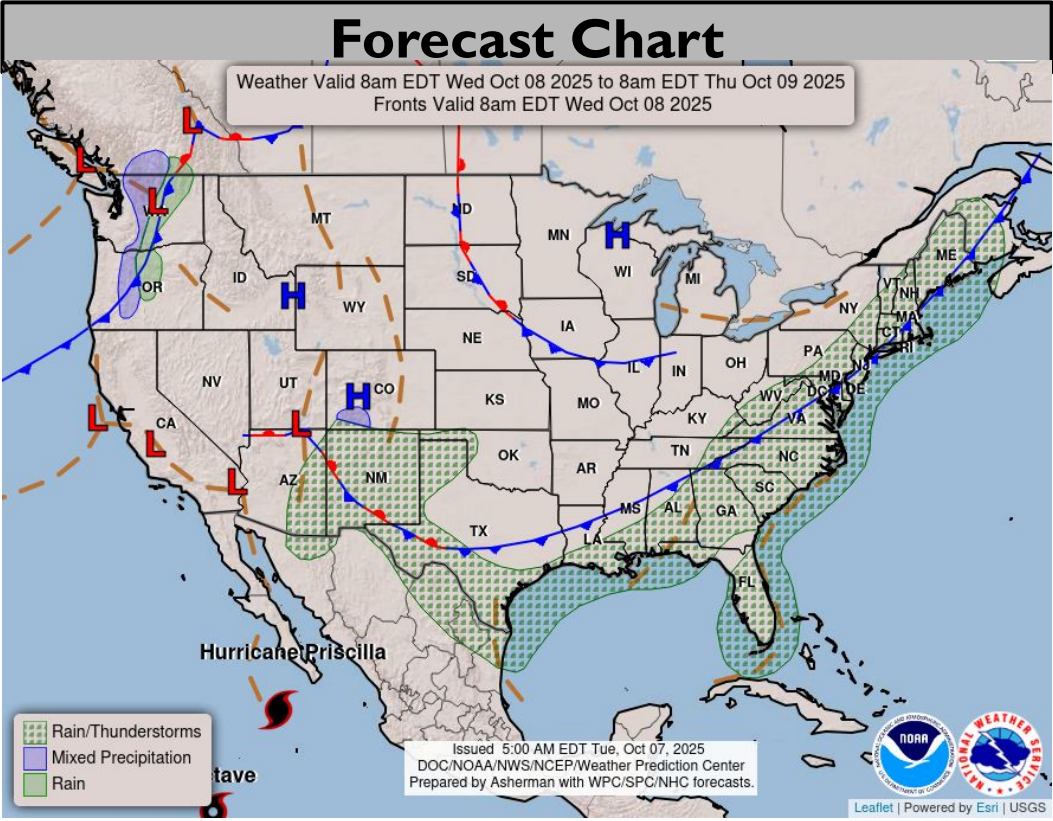 Forecast Chart
Weather Valid 8am EDT Wed Oct 08 2025 to 8am EDT Thu Oct 09 2025
Fronts Valid 8am EDT Wed Oct 08 2025
L
L
L
MT
ND
MN
H
WI
MI
ME
VT
NH
ID
H
WY
SD
OR
NY
MA
CT
RI
NE
IA
PA
NJ
NV
UT
H
CO
IL
IN
OH
MD
DC
DE
WV
KS
MO
KY
VA
L
CA
L
L
TN
NC
OK
AR
AZ
NM
L
SC
MS
AL
GA
TX
LA
FL
Hurricane Priscilla
tave
Rain/Thunderstorms
Mixed Precipitation
Rain
Issued 5:00 AM EDT Tue, Oct 07, 2025
DOC/NOAA/NWS/NCEP/Weather Prediction Center
Prepared by Asherman with WPC/SPC/NHC forecasts.
NOAA
NATIONAL WEATHER SERVICE
Leaflet | Powered by Esri | USGS